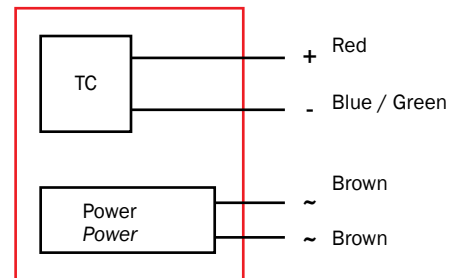 TC
+ Red
- Blue / Green
Power
Power
~ Brown
~ Brown